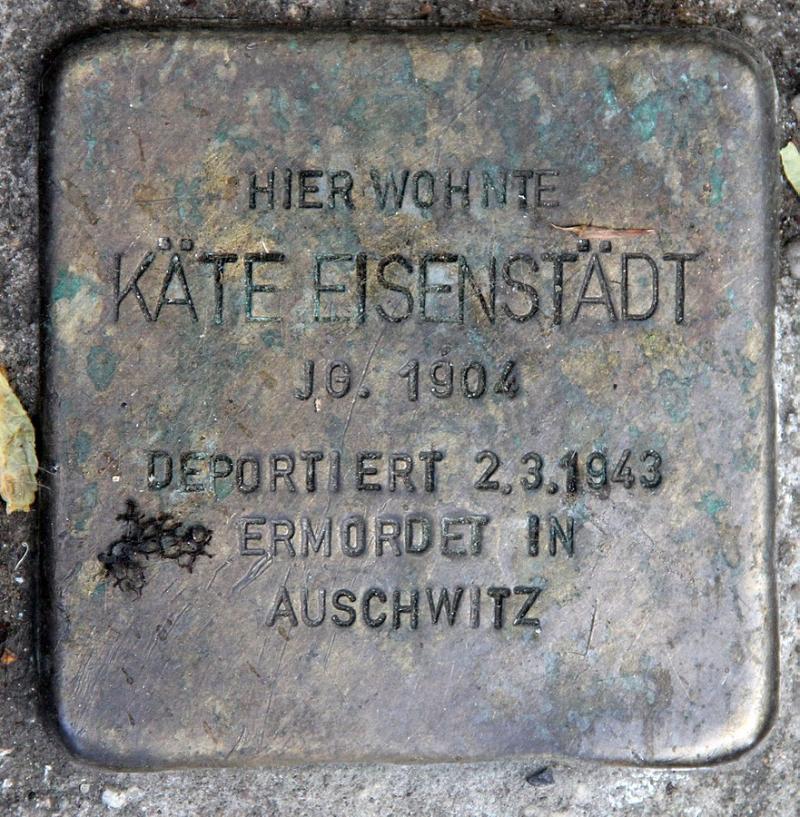 HIER WOHNTE
KÄTE EISENSTÄDT
JG. 1904
DEPORTIERT 2.3.1943
ERMORDET IN
AUSCHWITZ